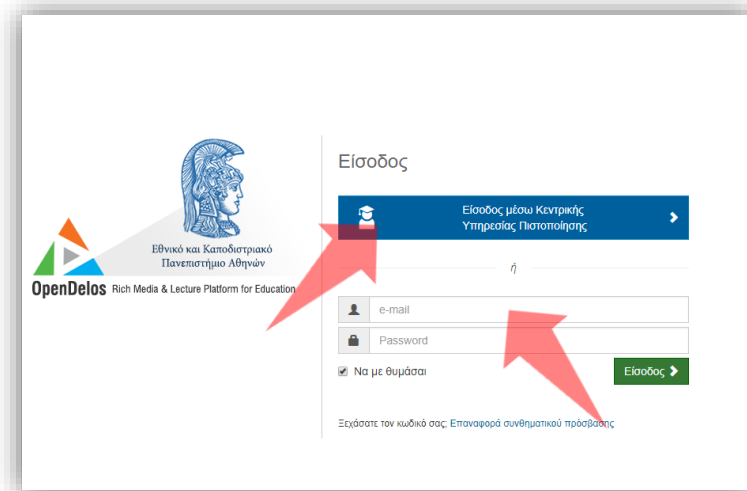 Εθνικό και Καποδιστριακό
Πανεπιστήμιο Αθηνών
OpenDelos Rich Media & Lecture Platform for Education
Είσοδος
Είσοδος μέσω Κεντρικής
Υπηρεσίας Πιστοποίησης
ή
e-mail
Password
Να με θυμάσαι
Είσοδος
Ξεχάσατε τον κωδικό σας; Επαναφορά συνθηματικού πρόσβασης